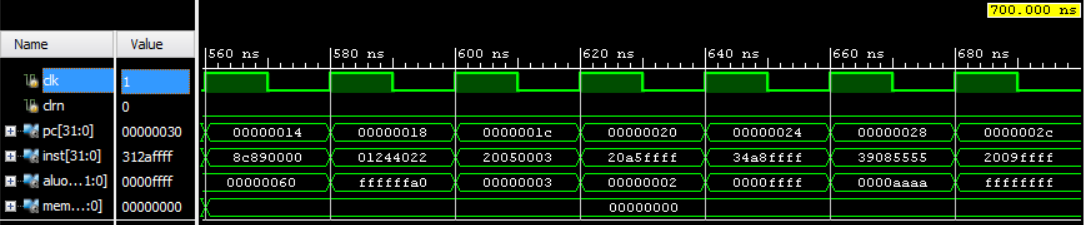 700.000 ns
Name Value 560 ns 580 ns 600 ns 620 ns 640 ns 660 ns 680 ns
clk 1
clrn 0
pc[31:0] 00000030 00000014 00000018 0000001c 00000020 00000024 00000028 0000002c
inst[31:0] 312affff 8c890000 01244022 20050003 20a5ffff 34a8ffff 39085555 2009ffff
aluo...1:0] 0000ffff 00000060 ffffffa0 00000003 00000002 0000ffff 0000aaaa ffffffff
mem...:0] 00000000 00000000